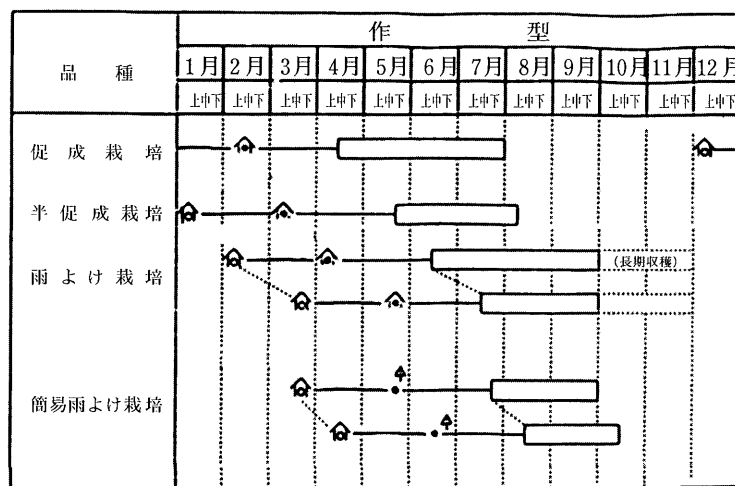 作型
品種
1月 2月 3月 4月 5月 6月 7月 8月 9月 10月 11月 12月
上中下 上中下 上中下 上中下 上中下 上中下 上中下 上中下 上中下 上中下 上中下 上中下
促成栽培
半促成栽培
雨よけ栽培
(長期収穫)
簡易雨よけ栽培